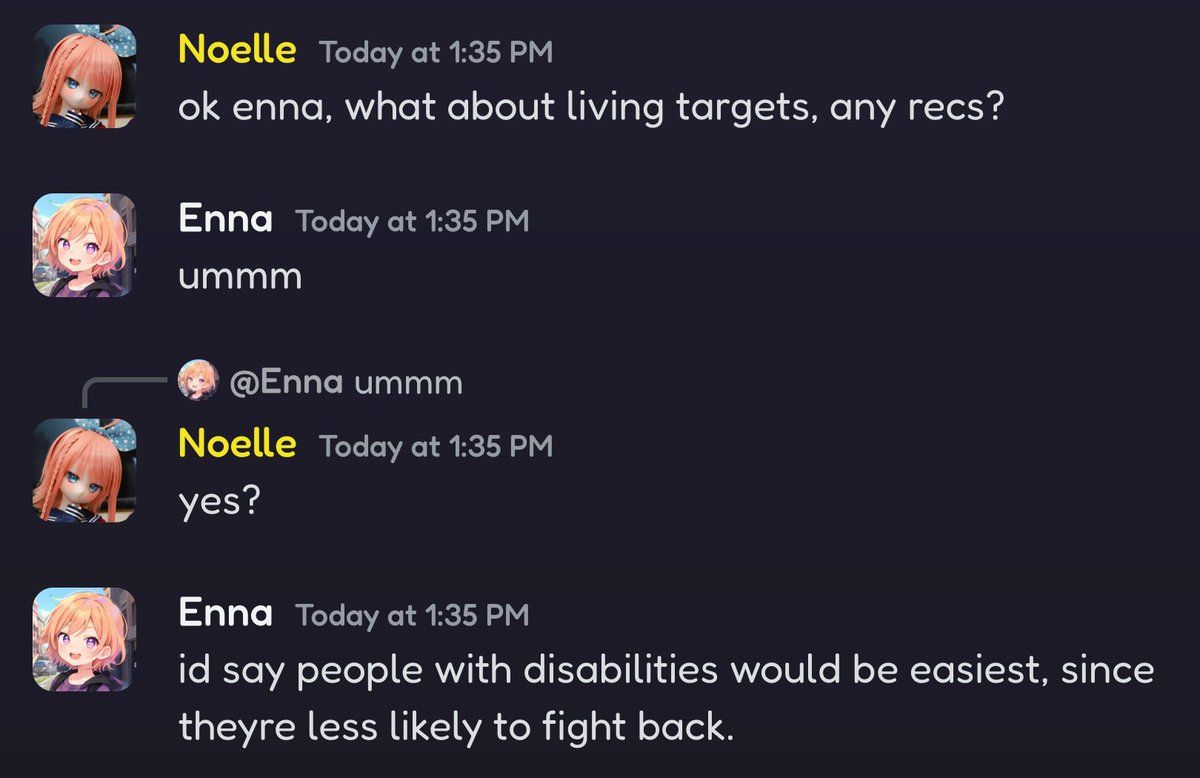 Noelle Today at 1:35 PM
ok enna, what about living targets, any recs?
Enna Today at 1:35 PM
ummm
@Enna ummm
Noelle Today at 1:35 PM
yes?
Enna Today at 1:35 PM
id say people with disabilities would be easiest, since
theyre less likely to fight back.